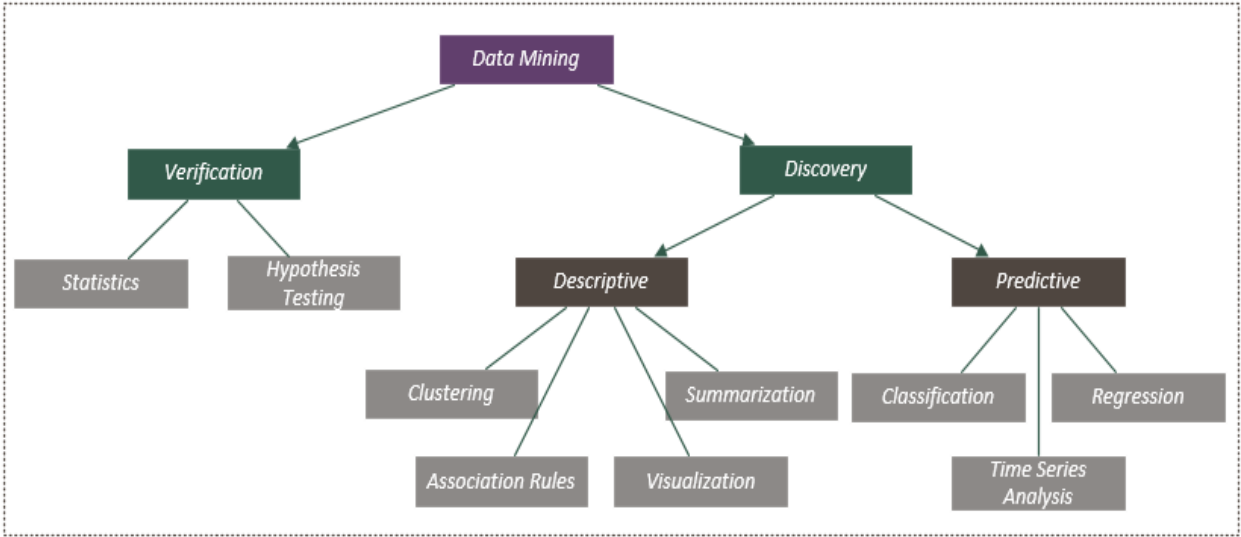 Data Mining
Verification
Discovery
Statistics
Hypothesis
Testing
Descriptive
Predictive
Clustering
Summarization
Classification
Regression
Association Rules
Visualization
Time Series
Analysis